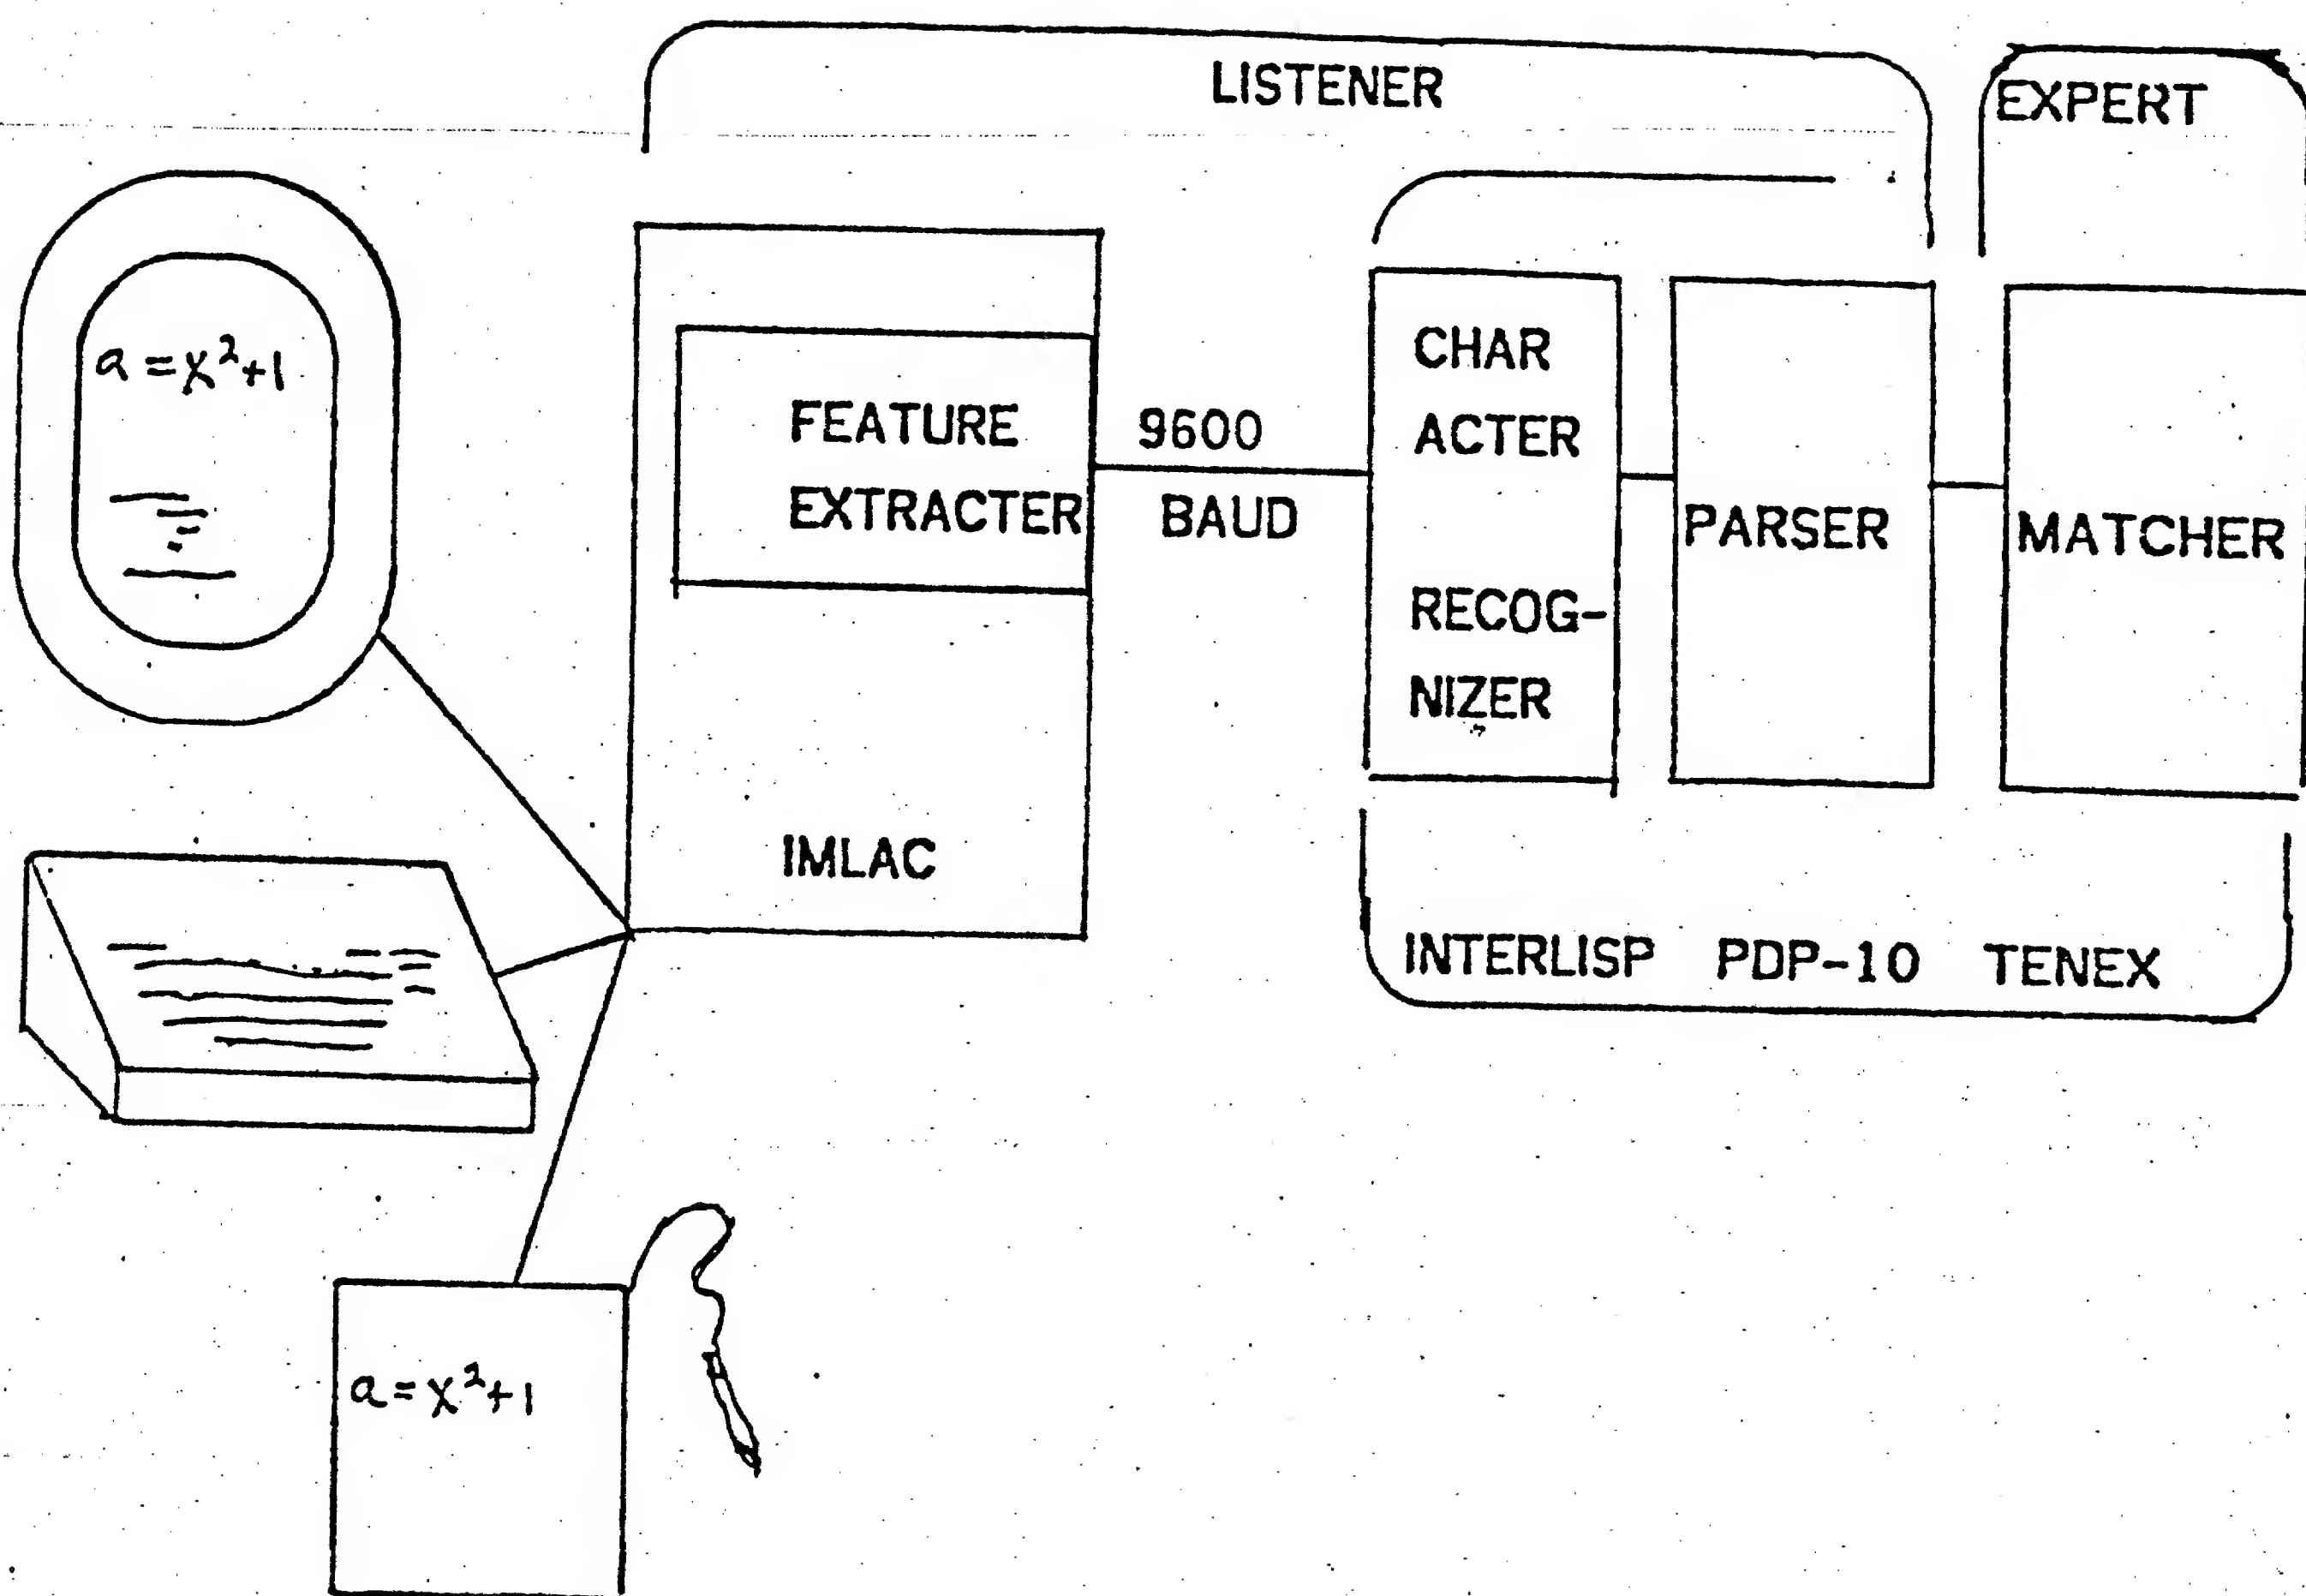 LISTENER
EXPERT
a = x²+1
FEATURE
EXTRACTER
9600
BAUD
CHAR
ACTER
RECOG-
NIZER
PARSER
MATCHER
IMLAC
INTERLISP PDP-10 TENEX
a = x²+1